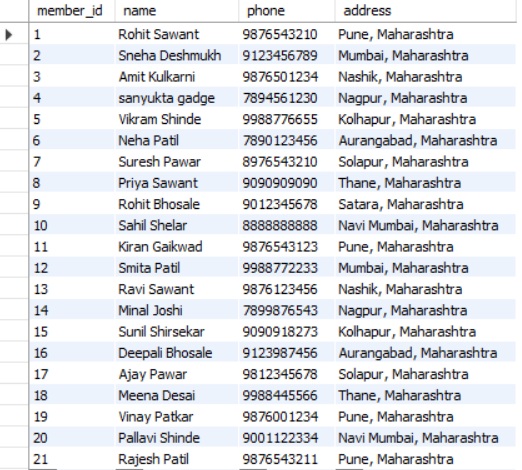 member_id name phone address
1 Rohit Sawant 9876543210 Pune, Maharashtra
2 Sneha Deshmukh 9123456789 Mumbai, Maharashtra
3 Amit Kulkarni 9876501234 Nashik, Maharashtra
4 sanyukta gadge 7894561230 Nagpur, Maharashtra
5 Vikram Shinde 9988776655 Kolhapur, Maharashtra
6 Neha Patil 7890123456 Aurangabad, Maharashtra
7 Suresh Pawar 8976543210 Solapur, Maharashtra
8 Priya Sawant 9090909090 Thane, Maharashtra
9 Rohit Bhosale 9012345678 Satara, Maharashtra
10 Sahil Shelar 8888888888 Navi Mumbai, Maharashtra
11 Kiran Gaikwad 9876543123 Pune, Maharashtra
12 Smita Patil 9988772233 Mumbai, Maharashtra
13 Ravi Sawant 9876123456 Nashik, Maharashtra
14 Minal Joshi 7899876543 Nagpur, Maharashtra
15 Sunil Shirsekar 9090918273 Kolhapur, Maharashtra
16 Deepali Bhosale 9123987456 Aurangabad, Maharashtra
17 Ajay Pawar 9812345678 Solapur, Maharashtra
18 Meena Desai 9988445566 Thane, Maharashtra
19 Vinay Patkar 9876001234 Pune, Maharashtra
20 Pallavi Shinde 9001122334 Navi Mumbai, Maharashtra
21 Rajesh Patil 9876543211 Pune, Maharashtra